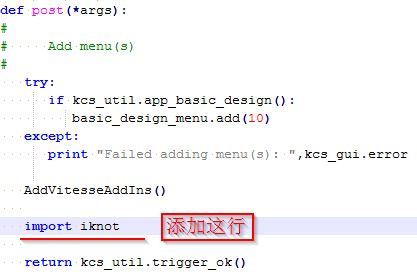 def post(*args):
#
#       Add menu(s)
#
    try:
        if kcs_util.app_basic_design():
            basic_design_menu.add(10)
    except:
        print "Failed adding menu(s): ",kcs_gui.error
    AddVitesseAddIns()
    import iknot    添加这行
    return kcs_util.trigger_ok()